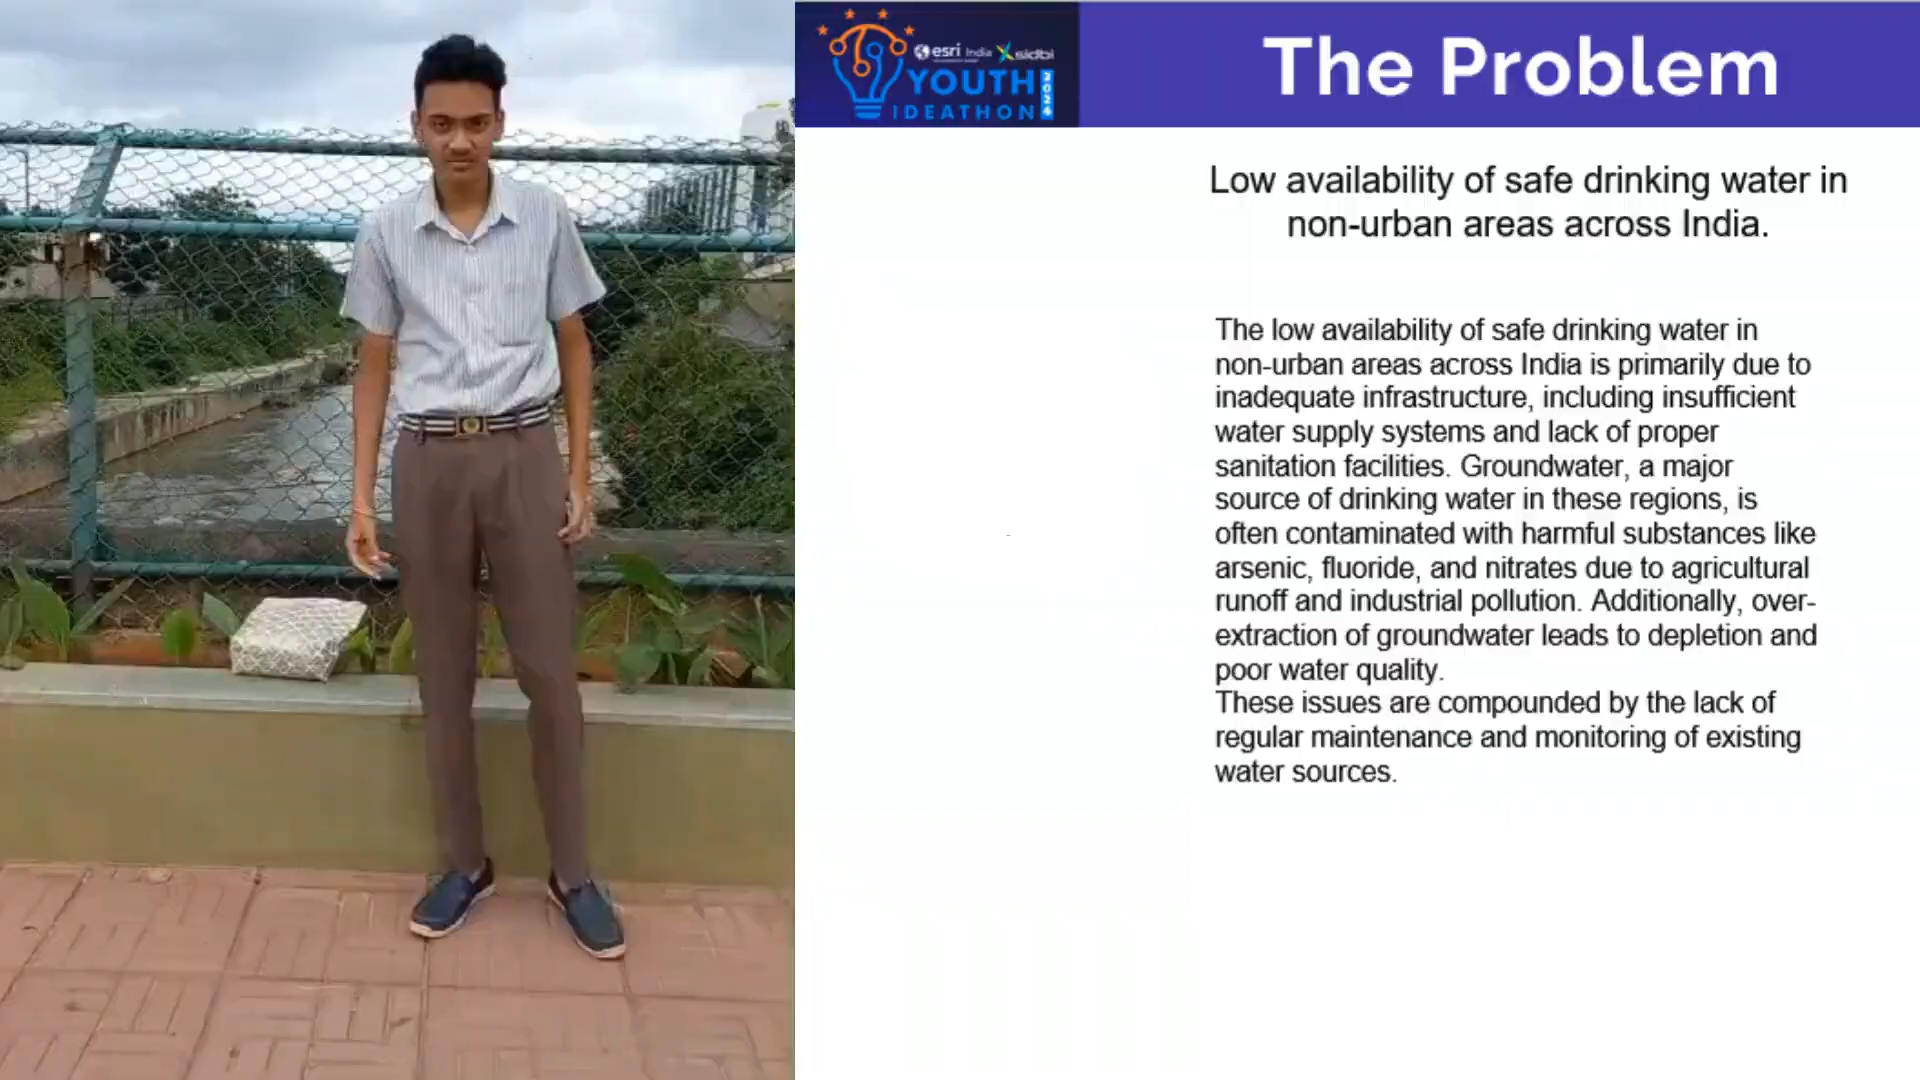 esri India
sidbi
YOUTH
2024
IDEATHON
The Problem
Low availability of safe drinking water in
non-urban areas across India.
The low availability of safe drinking water in
non-urban areas across India is primarily due to
inadequate infrastructure, including insufficient
water supply systems and lack of proper
sanitation facilities. Groundwater, a major
source of drinking water in these regions, is
often contaminated with harmful substances like
arsenic, fluoride, and nitrates due to agricultural
runoff and industrial pollution. Additionally, over-
extraction of groundwater leads to depletion and
poor water quality.
These issues are compounded by the lack of
regular maintenance and monitoring of existing
water sources.